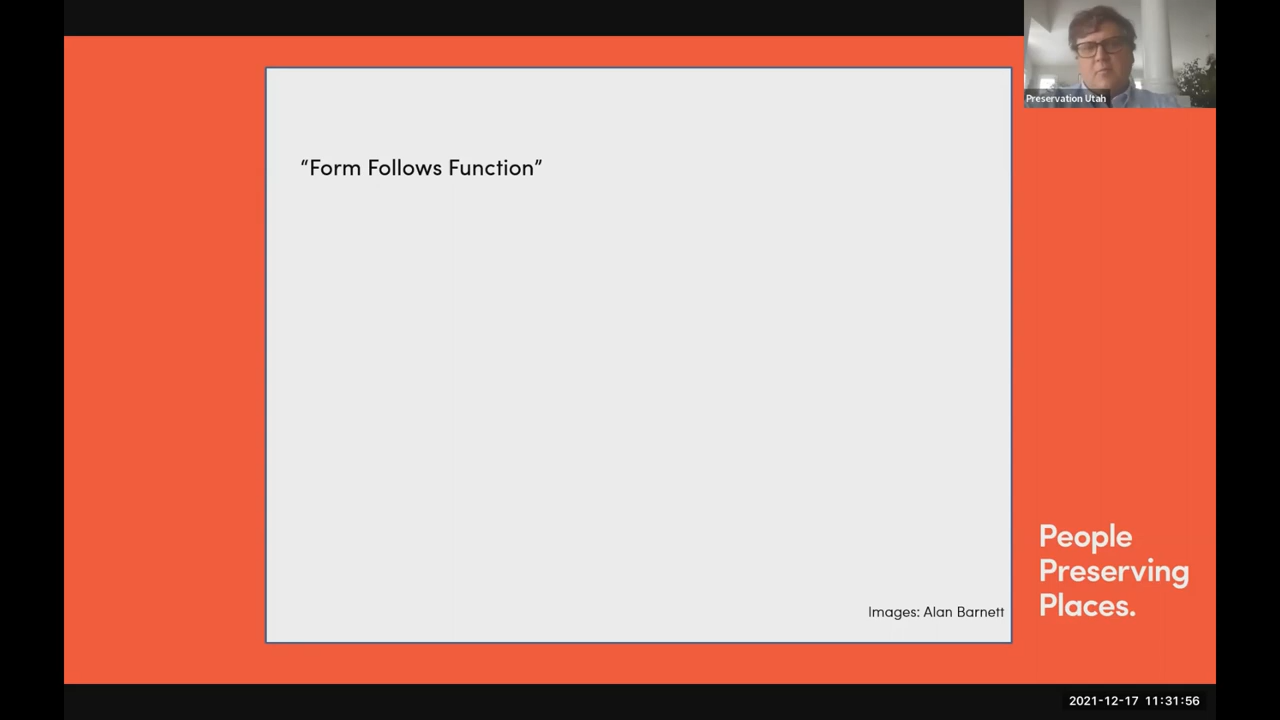 Preservation Utah
“Form Follows Function”
People
Preserving
Places.
Images: Alan Barnett
2021-12-17 11:31:56